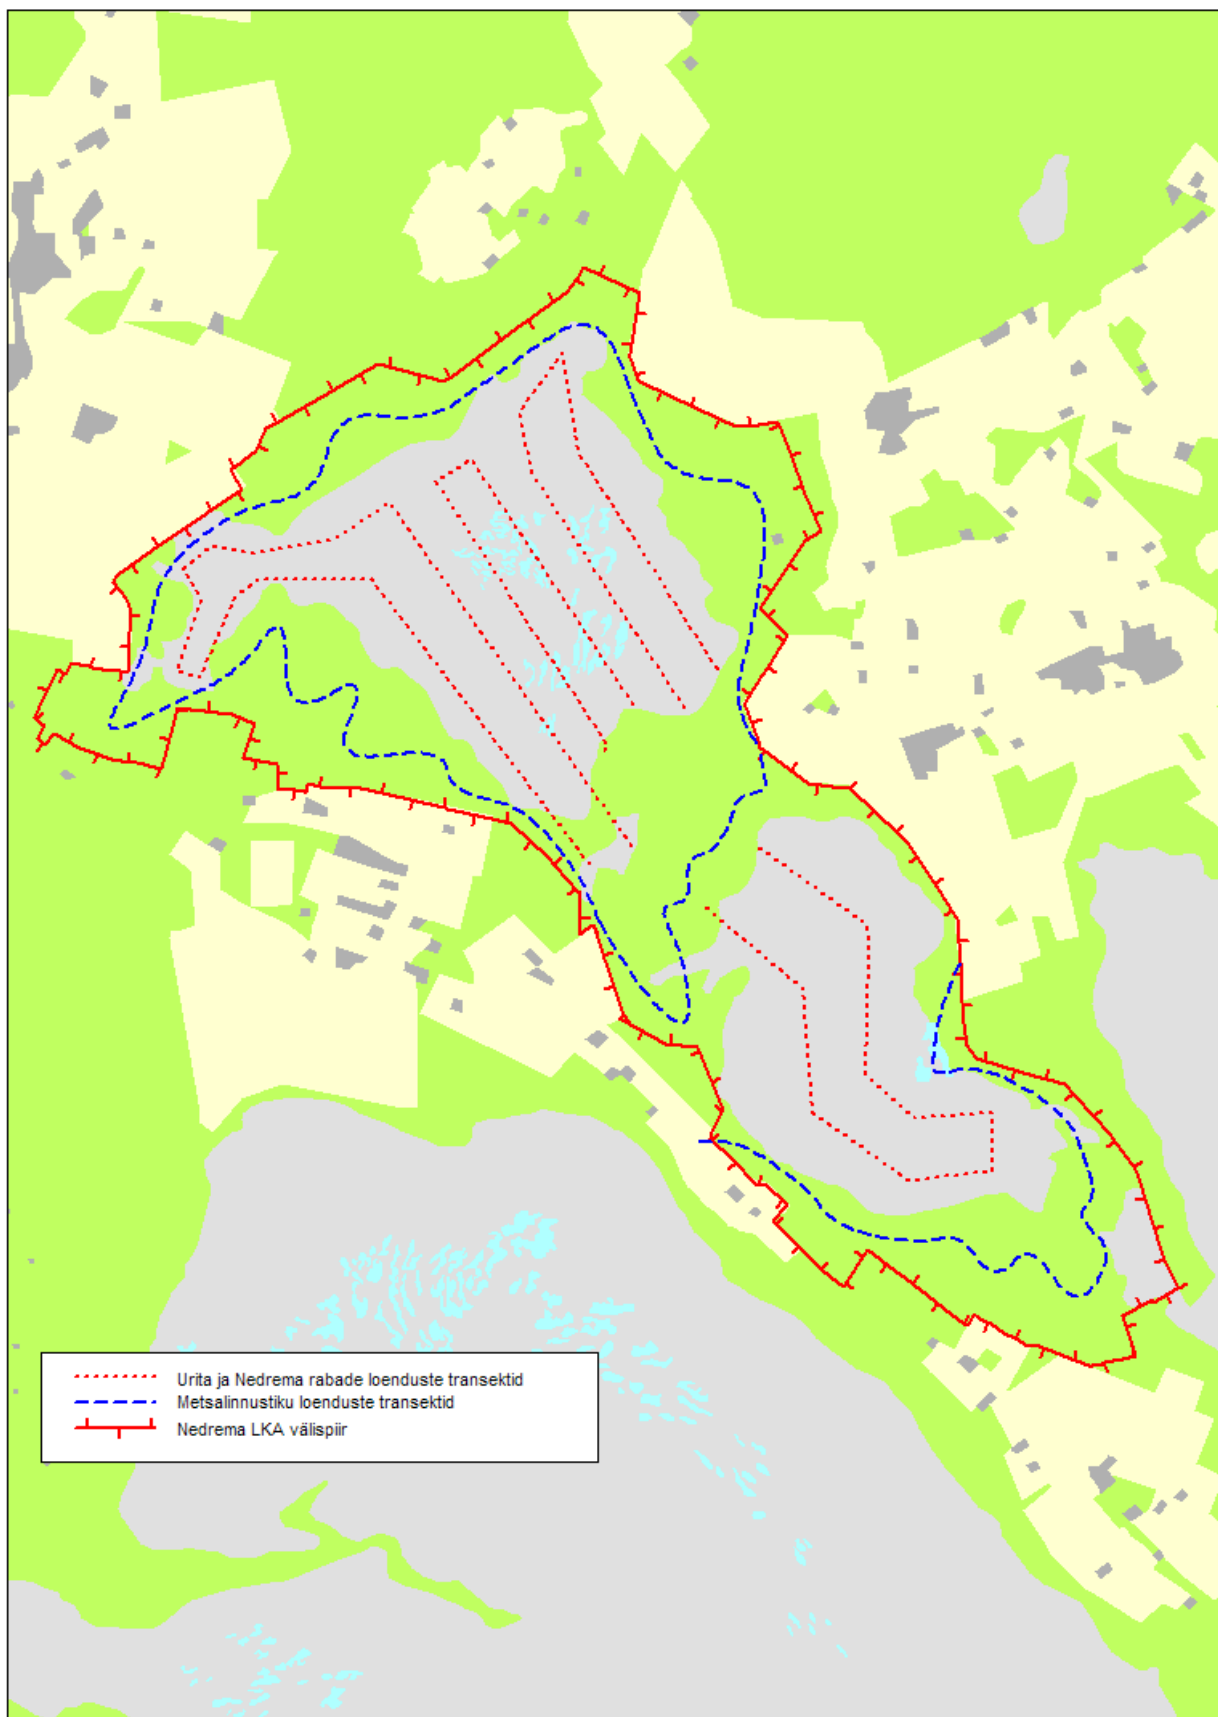 Urita ja Nedrema rabade loenduste transektid
Metsalinnustiku loenduste transektid
Nedrema LKA välispiir